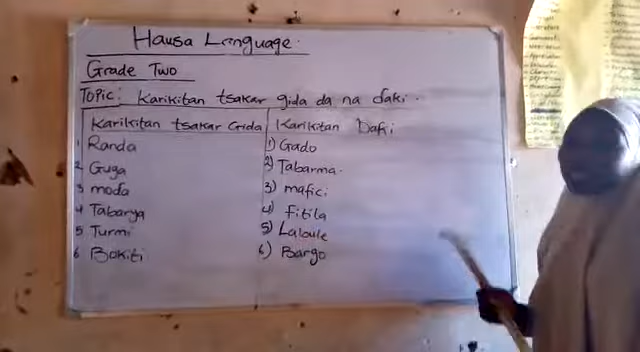 Hausa Language.
Grade Two
Topic: Karikitan tsakar gida da na daki.
Karikitan tsakar Gida Karikitan Daki
1 Randa 1) Gado
2 Guga 2) Tabarma.
3 moda 3) mafici
4 Tabarya 4) fitila
5 Turmi 5) Labule
6 Bokiti 6) Bargo